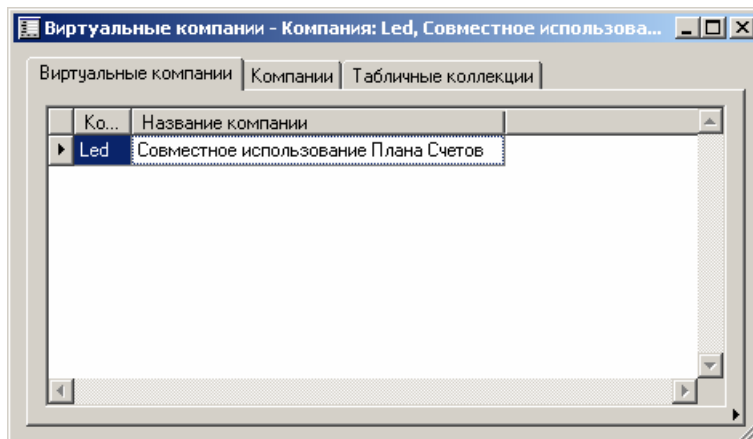 Виртуальные компании - Компания: Led, Совместное использова...
Виртуальные компании Компании Табличные коллекции
Ко... Название компании
Led Совместное использование Плана Счетов